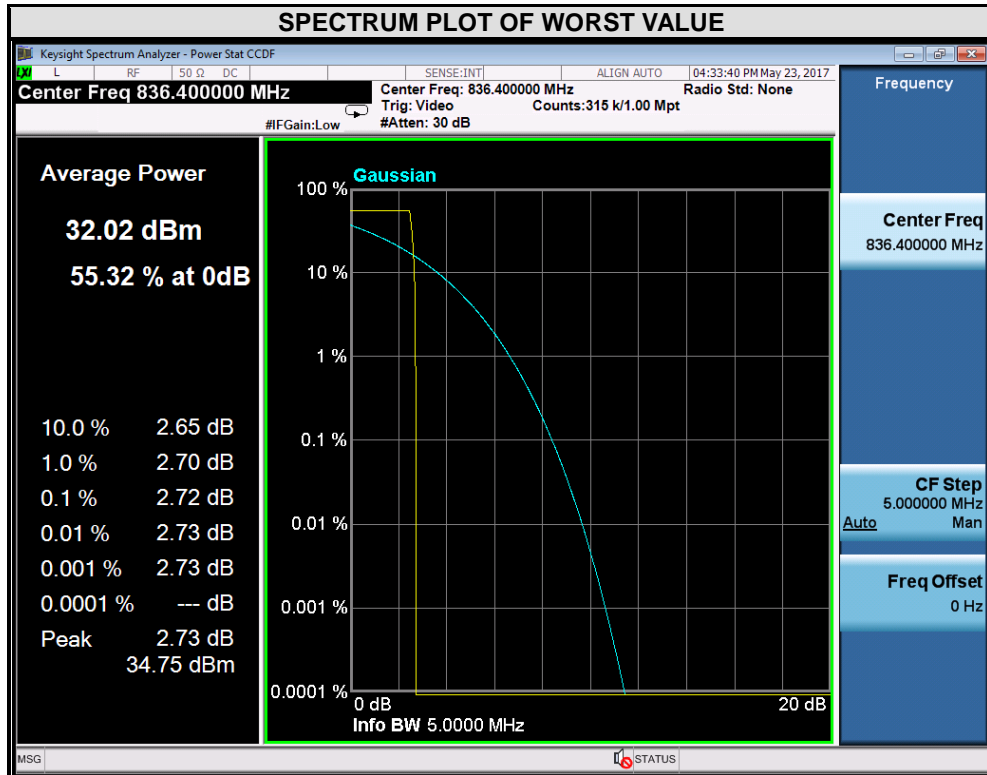 SPECTRUM PLOT OF WORST VALUE
Keysight Spectrum Analyzer - Power Stat CCDF
LXI L RF 50 Ω DC SENSE:INT ALIGN AUTO 04:33:40 PM May 23, 2017
Center Freq 836.400000 MHz
Center Freq: 836.400000 MHz Radio Std: None
Trig: Video Counts:315 k/1.00 Mpt
#IFGain:Low #Atten: 30 dB
Frequency
Average Power
32.02 dBm
55.32 % at 0dB
10.0 % 2.65 dB
1.0 % 2.70 dB
0.1 % 2.72 dB
0.01 % 2.73 dB
0.001 % 2.73 dB
0.0001 % --- dB
Peak 2.73 dB
34.75 dBm
Gaussian
100 %
10 %
1 %
0.1 %
0.01 %
0.001 %
0.0001 %
0 dB 20 dB
Info BW 5.0000 MHz
Center Freq
836.400000 MHz
CF Step
5.000000 MHz
Auto Man
Freq Offset
0 Hz
MSG STATUS